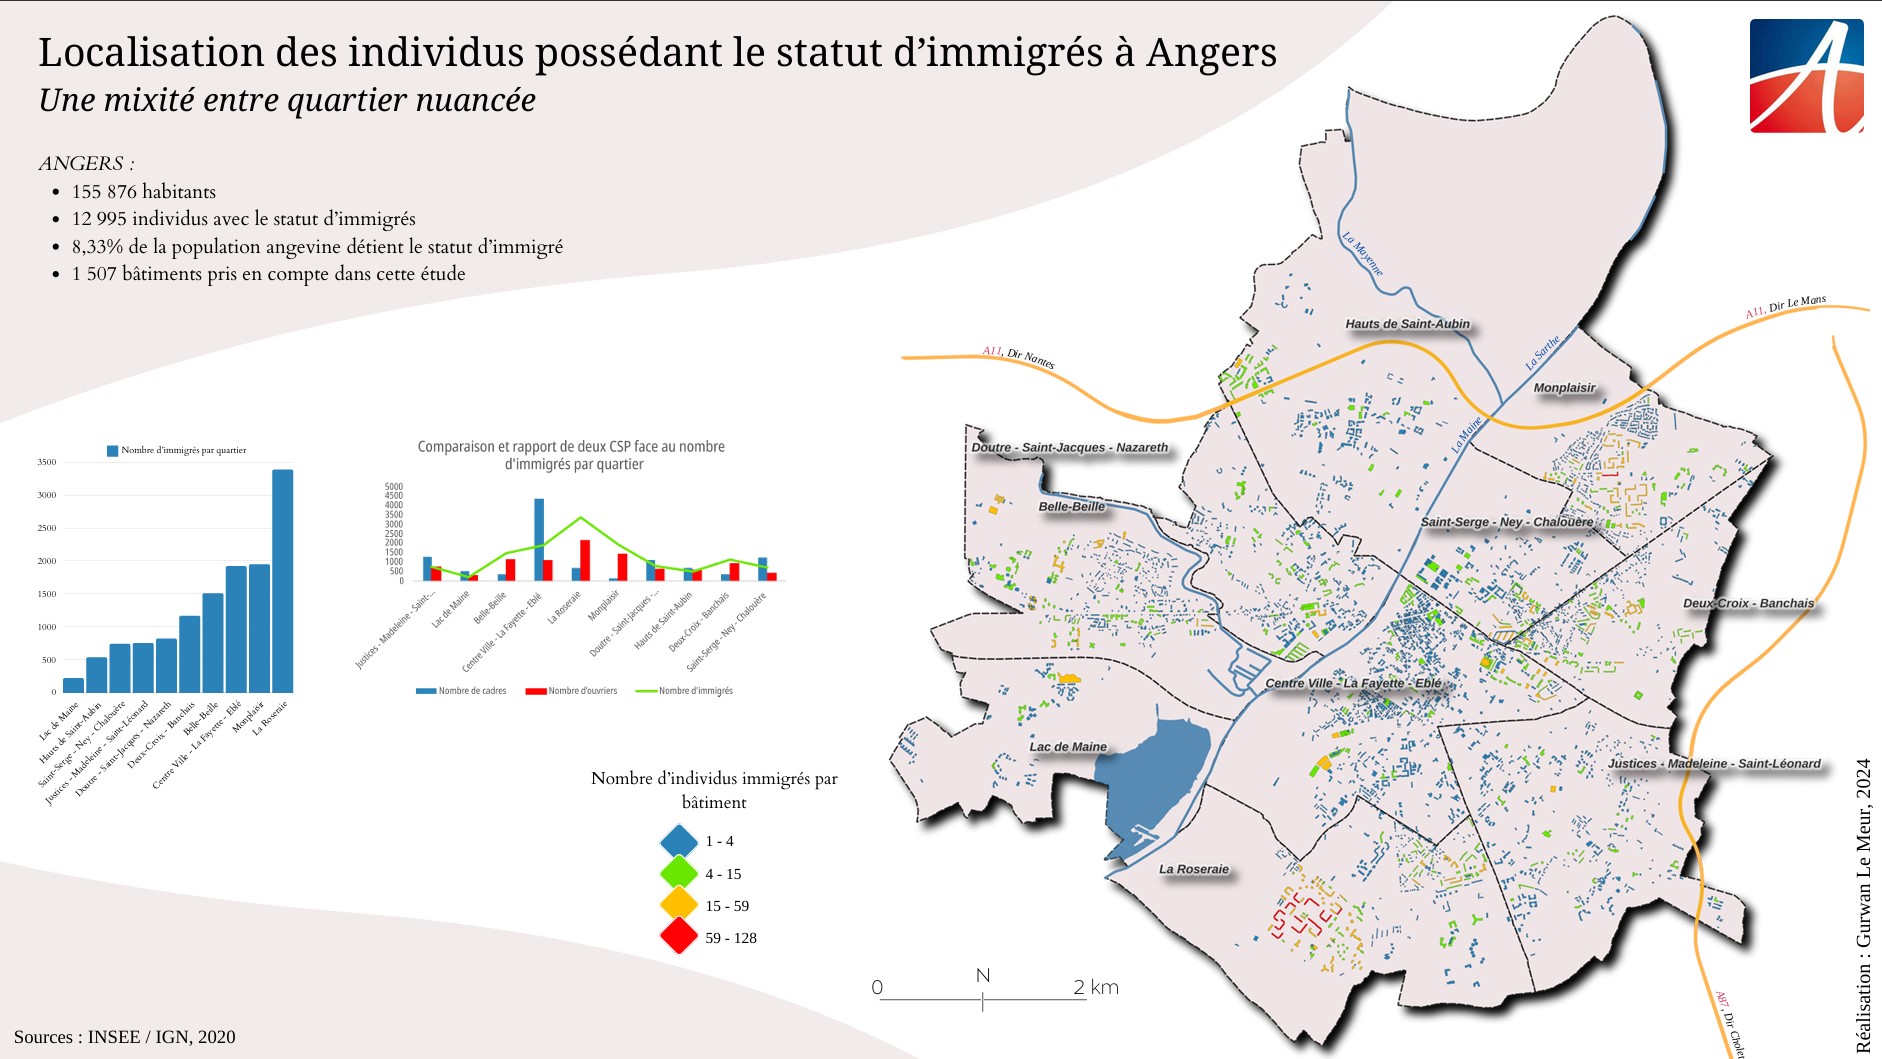 Localisation des individus possédant le statut d’immigrés à Angers
Une mixité entre quartier nuancée
ANGERS :
• 155 876 habitants
• 12 995 individus avec le statut d’immigrés
• 8,33% de la population angevine détient le statut d’immigré
• 1 507 bâtiments pris en compte dans cette étude
Nombre d’immigrés par quartier
3500
3000
2500
2000
1500
1000
500
0
Lac de Maine
Hauts de Saint-Aubin
Saint-Serge - Ney - Chalouère
Justices - Madeleine - Saint-Léonard
Doutre - Saint-Jacques - Nazareth
Deux-Croix - Banchais
Belle-Beille
Centre Ville - La Fayette - Eblé
Monplaisir
La Roseraie
Comparaison et rapport de deux CSP face au nombre
d'immigrés par quartier
5000
4500
4000
3500
3000
2500
2000
1500
1000
500
0
Justices - Madeleine - Saint-...
Lac de Maine
Belle-Beille
Centre Ville - La Fayette - Eblé
La Roseraie
Monplaisir
Doutre - Saint-Jacques - ...
Hauts de Saint-Aubin
Deux-Croix - Banchais
Saint-Serge - Ney - Chalouère
Nombre de cadres
Nombre d'ouvriers
Nombre d'immigrés
Nombre d’individus immigrés par
bâtiment
1 - 4
4 - 15
15 - 59
59 - 128
0 N 2 km
La Mayenne
Hauts de Saint-Aubin
A11, Dir Le Mans
A11, Dir Nantes
La Sarthe
Monplaisir
La Maine
Doutre - Saint-Jacques - Nazareth
Belle-Beille
Saint-Serge - Ney - Chalouère
Deux-Croix - Banchais
Centre Ville - La Fayette - Eblé
Lac de Maine
Justices - Madeleine - Saint-Léonard
La Roseraie
A87, Dir Cholet
Réalisation : Gurwan Le Meur, 2024
Sources : INSEE / IGN, 2020